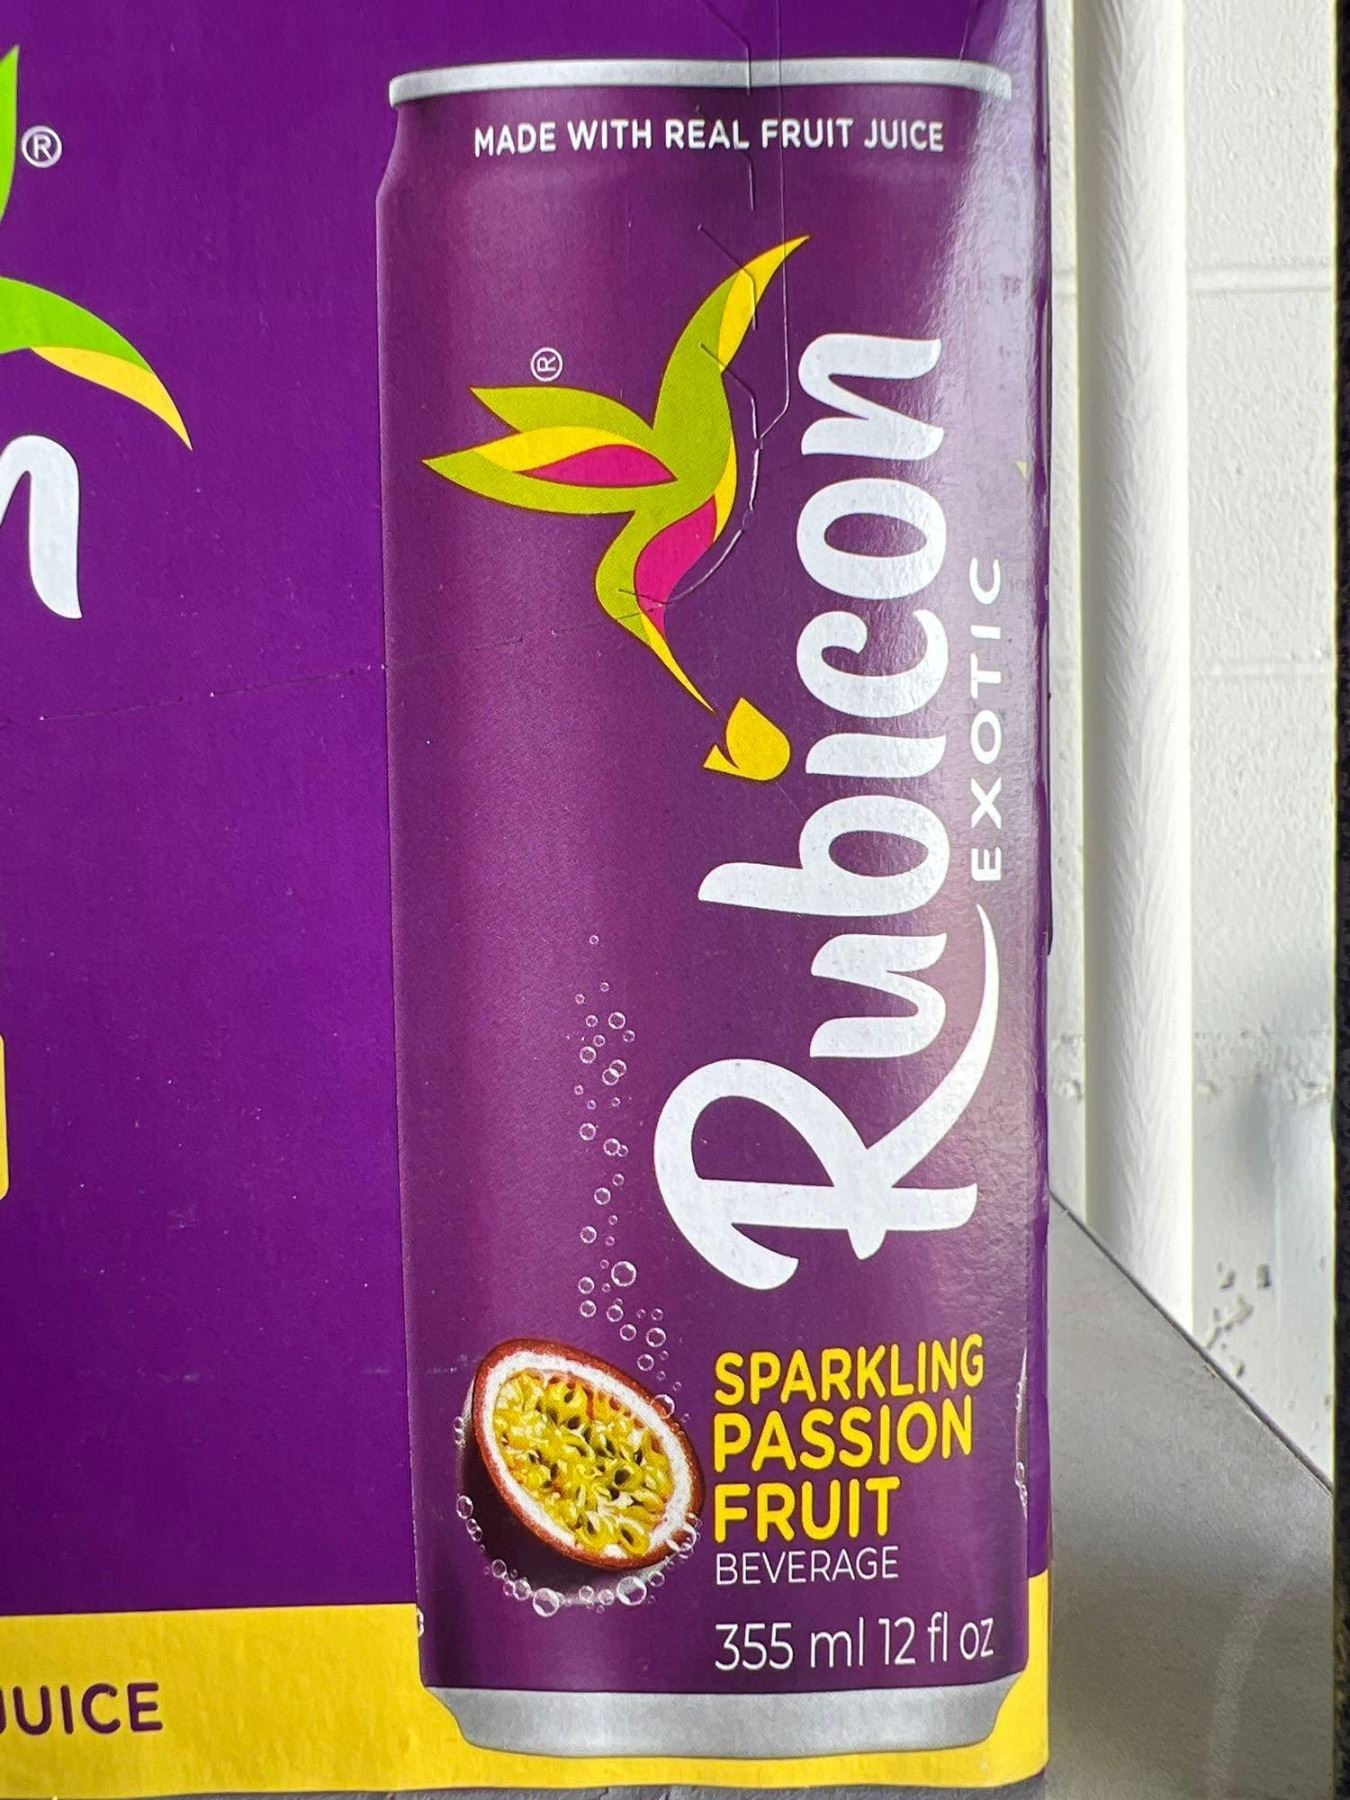 MADE WITH REAL FRUIT JUICE
®
®
Rubicon
EXOTIC
SPARKLING
PASSION
FRUIT
BEVERAGE
355 ml 12 fl oz
JUICE